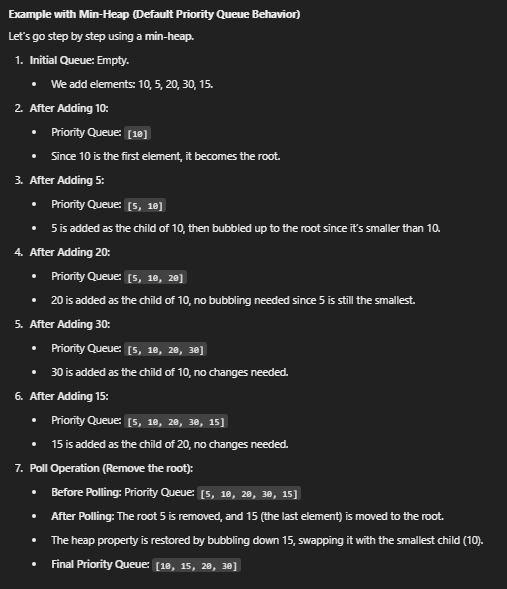 Example with Min-Heap (Default Priority Queue Behavior)
Let's go step by step using a min-heap.
1. Initial Queue: Empty.
• We add elements: 10, 5, 20, 30, 15.
2. After Adding 10:
• Priority Queue: [10]
• Since 10 is the first element, it becomes the root.
3. After Adding 5:
• Priority Queue: [5, 10]
• 5 is added as the child of 10, then bubbled up to the root since it's smaller than 10.
4. After Adding 20:
• Priority Queue: [5, 10, 20]
• 20 is added as the child of 10, no bubbling needed since 5 is still the smallest.
5. After Adding 30:
• Priority Queue: [5, 10, 20, 30]
• 30 is added as the child of 10, no changes needed.
6. After Adding 15:
• Priority Queue: [5, 10, 20, 30, 15]
• 15 is added as the child of 20, no changes needed.
7. Poll Operation (Remove the root):
• Before Polling: Priority Queue: [5, 10, 20, 30, 15]
• After Polling: The root 5 is removed, and 15 (the last element) is moved to the root.
• The heap property is restored by bubbling down 15, swapping it with the smallest child (10).
• Final Priority Queue: [10, 15, 20, 30]